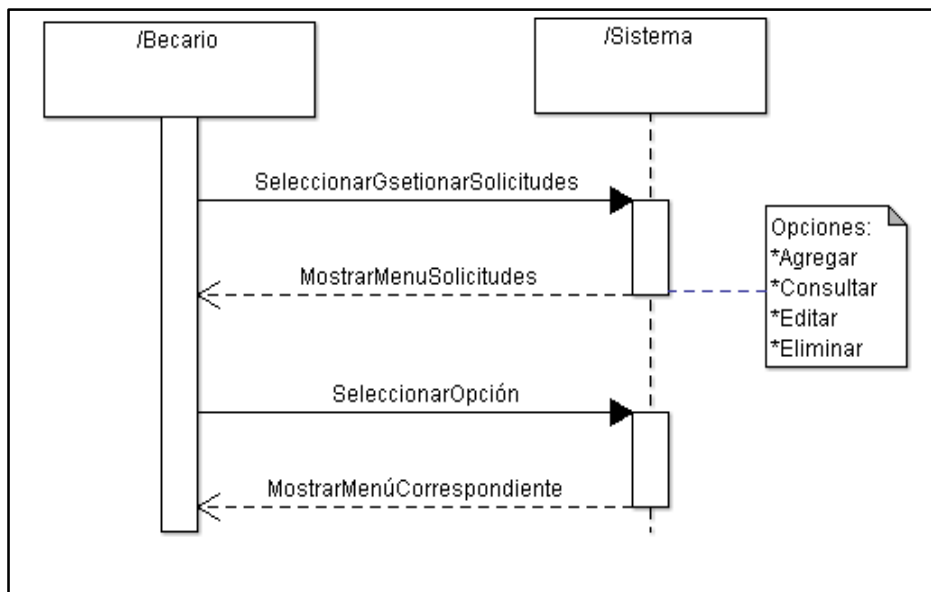 /Becario
/Sistema
SeleccionarGsetionarSolicitudes
MostrarMenuSolicitudes
Opciones:
*Agregar
*Consultar
*Editar
*Eliminar
SeleccionarOpción
MostrarMenúCorrespondiente